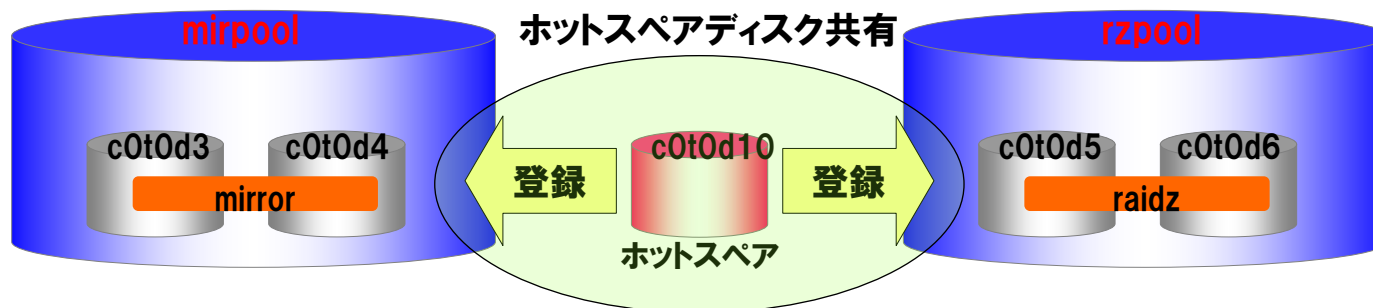 mirpool
ホットスペアディスク共有
rzpool
c0t0d3
c0t0d4
mirror
登録
c0t0d10
登録
ホットスペア
c0t0d5
c0t0d6
raidz